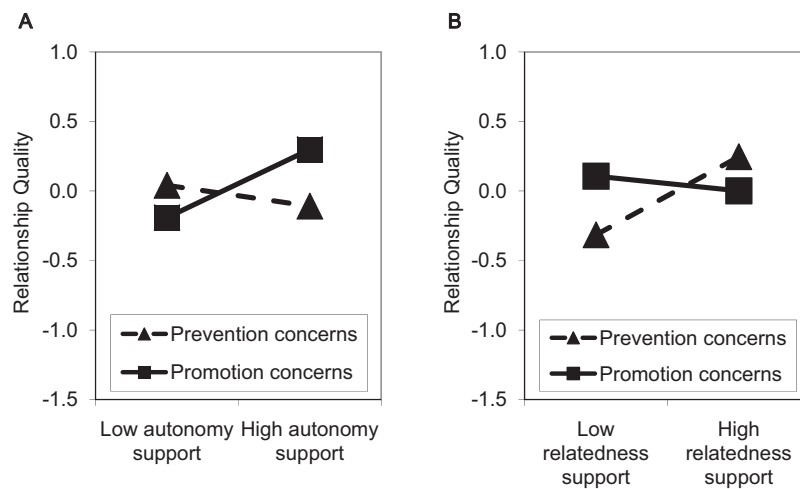 A
1.0
0.5
0.0
-0.5
-1.0
-1.5
Relationship Quality
Prevention concerns
Promotion concerns
Low autonomy
support
High autonomy
support
B
1.0
0.5
0.0
-0.5
-1.0
-1.5
Relationship Quality
Prevention concerns
Promotion concerns
Low
relatedness
support
High
relatedness
support